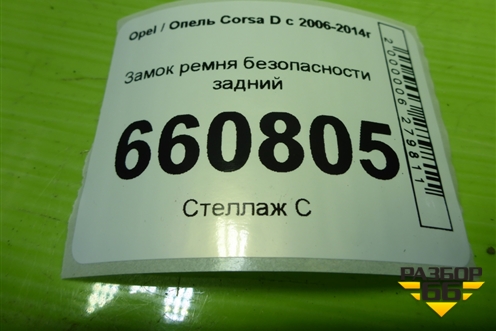 Opel / Опель Corsa D с 2006-2014г
Замок ремня безопасности
задний
660805
Стеллаж С
2000006279811
РАЗБОР
66